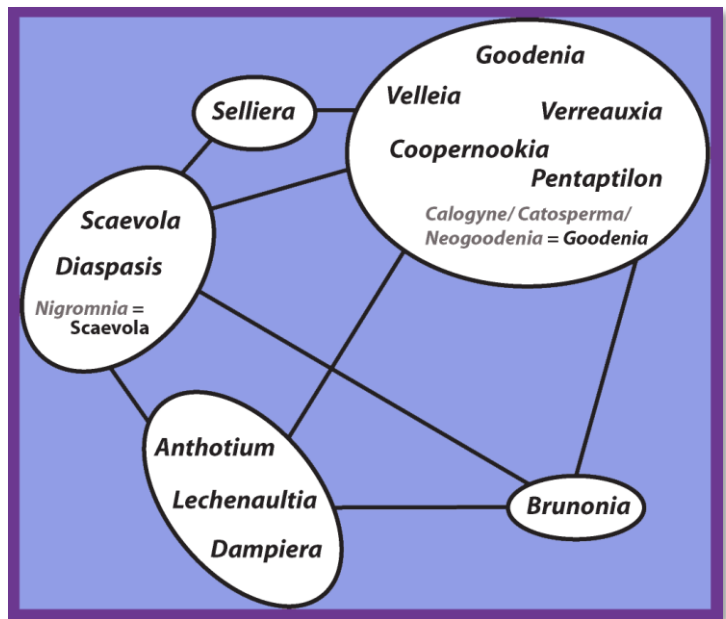 Goodenia
Velleia
Verreauxia
Selliera
Coopernookia
Pentaptilon
Calogyne/ Catosperma/
Neogoodenia = Goodenia
Scaevola
Diaspasis
Nigromnia =
Scaevola
Anthotium
Lechenaultia
Dampiera
Brunonia